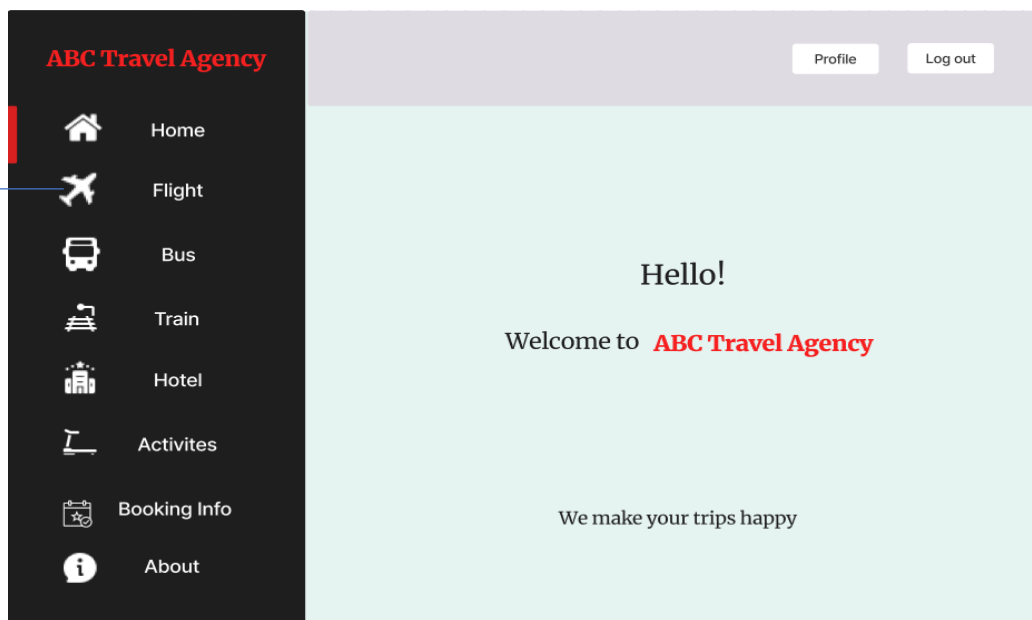 ABC Travel Agency
Home
Flight
Bus
Train
Hotel
Activites
Booking Info
About
Profile
Log out
Hello!
Welcome to ABC Travel Agency
We make your trips happy